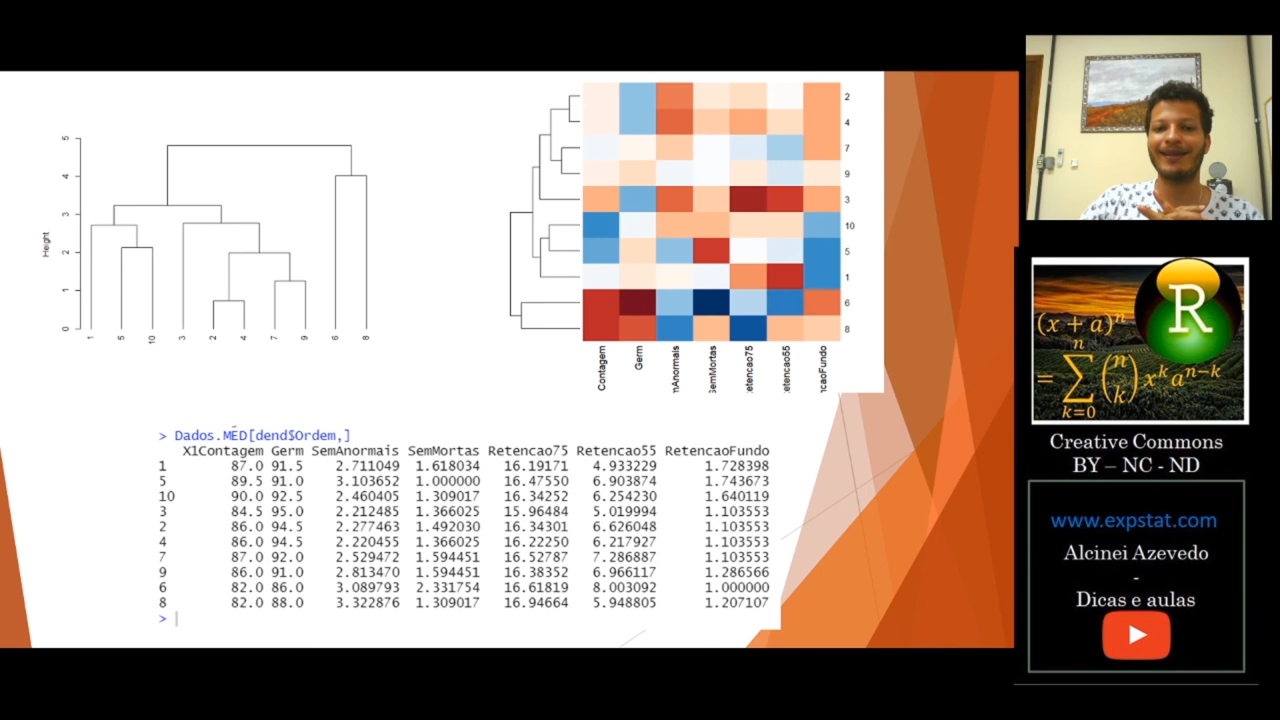 5
4
3
2
1
0
Height
1 5 10 3 2 4 7 9 6 8
2
4
7
9
3
10
5
1
6
8
Contagem
Germ
nAnormais
SemMortas
etencao75
etencao55
ncaoFundo
> Dados.MED[dend$Ordem,]
X1Contagem Germ SemAnormais SemMortas Retencao75 Retencao55 RetencaoFundo
1 87.0 91.5 2.711049 1.618034 16.19171 4.933229 1.728398
5 89.5 91.0 3.103652 1.000000 16.47550 6.903874 1.743673
10 90.0 92.5 2.460405 1.309017 16.34252 6.254230 1.640119
3 84.5 95.0 2.212485 1.366025 15.96484 5.019994 1.103553
2 86.0 94.5 2.277463 1.492030 16.34301 6.626048 1.103553
4 86.0 94.5 2.220455 1.366025 16.22250 6.217927 1.103553
7 87.0 92.0 2.529472 1.594451 16.52787 7.286887 1.103553
9 86.0 91.0 2.813470 1.594451 16.38352 6.966117 1.286566
6 82.0 86.0 3.089793 2.331754 16.61819 8.003092 1.000000
8 82.0 88.0 3.322876 1.309017 16.94664 5.948805 1.207107
>
R
(x + a)^n
= ∑ k=0 n (n k) x^k a^n−k
Creative Commons
BY – NC - ND
www.expstat.com
Alcinei Azevedo
-
Dicas e aulas